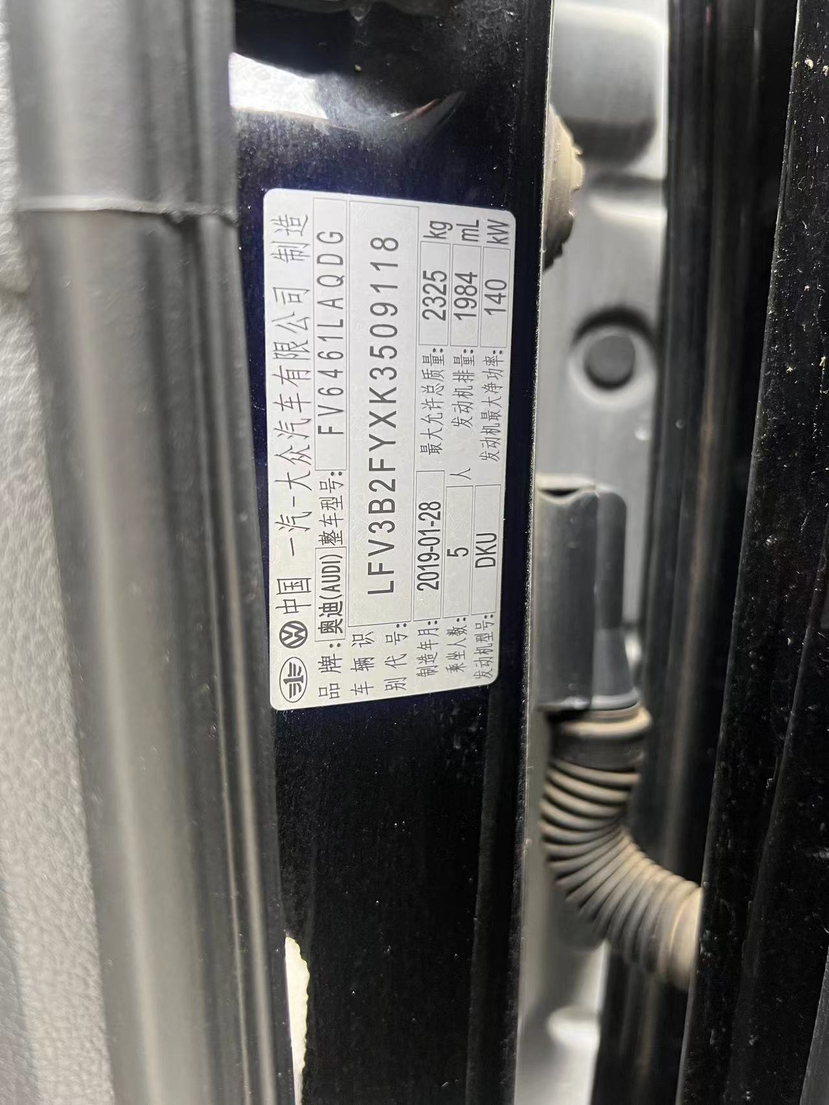 中国 一汽-大众汽车有限公司 制造
品牌: 奥迪(AUDI) 整车型号: FV6461LAQDG
车辆识别代号: LFV3B2FYXK3509118
制造年月: 2019-01-28 最大允许总质量: 2325 kg
乘坐人数: 5 人 发动机排量: 1984 mL
发动机型号: DKU 发动机最大净功率: 140 kW